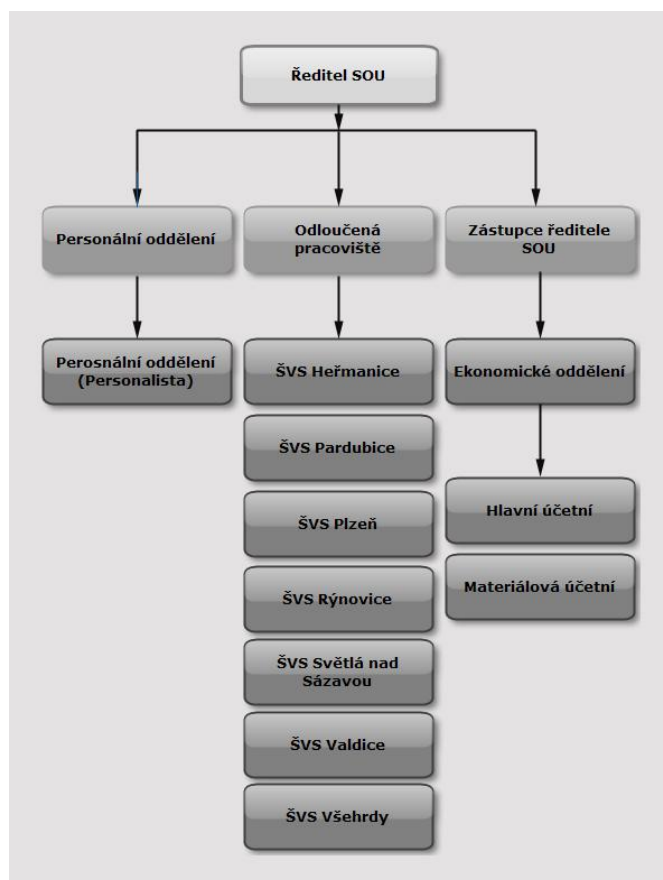 Ředitel SOU
Personální oddělení
Odloučená
pracoviště
Zástupce ředitele
SOU
Perosnální oddělení
(Personalista)
ŠVS Heřmanice
Ekonomické oddělení
ŠVS Pardubice
ŠVS Plzeň
Hlavní účetní
ŠVS Rýnovice
Materiálová účetní
ŠVS Světlá nad
Sázavou
ŠVS Valdice
ŠVS Všehrdy